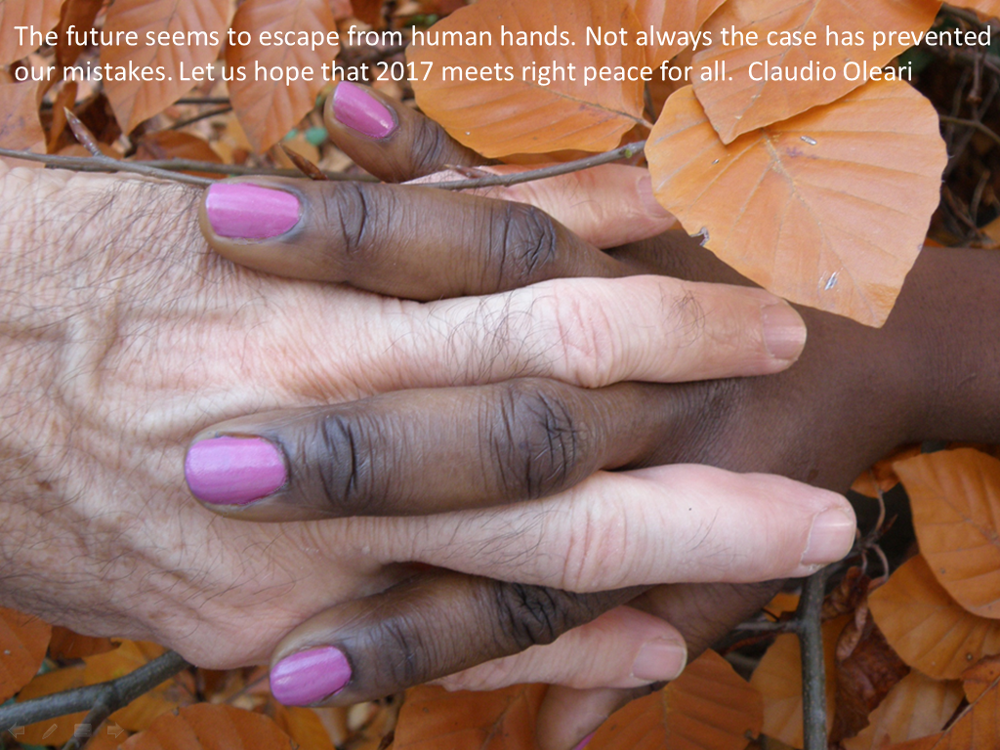 The future seems to escape from human hands. Not always the case has prevented
our mistakes. Let us hope that 2017 meets right peace for all.  Claudio Oleari